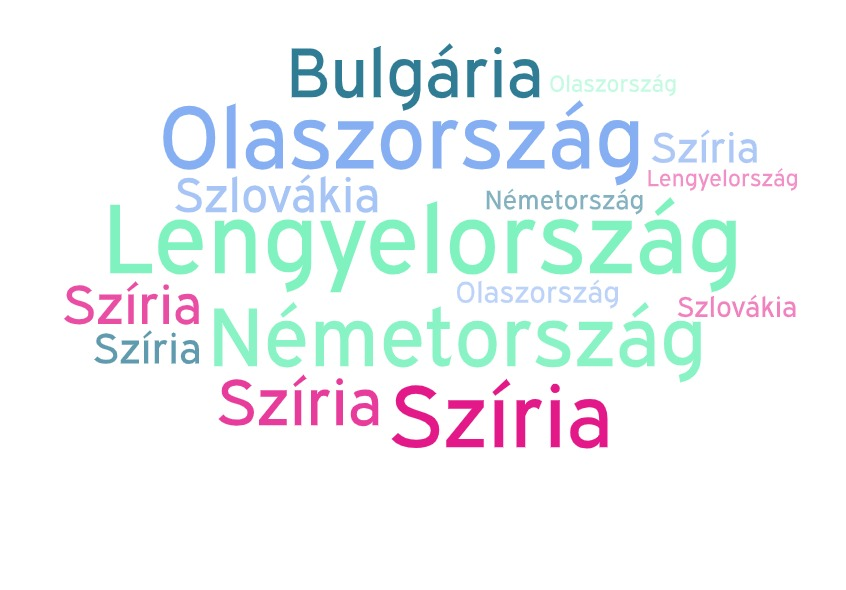 Bulgária
Olaszország
Olaszország
Szíria
Lengyelország
Szlovákia
Németország
Lengyelország
Szíria
Olaszország
Szlovákia
Szíria
Németország
Szíria
Szíria